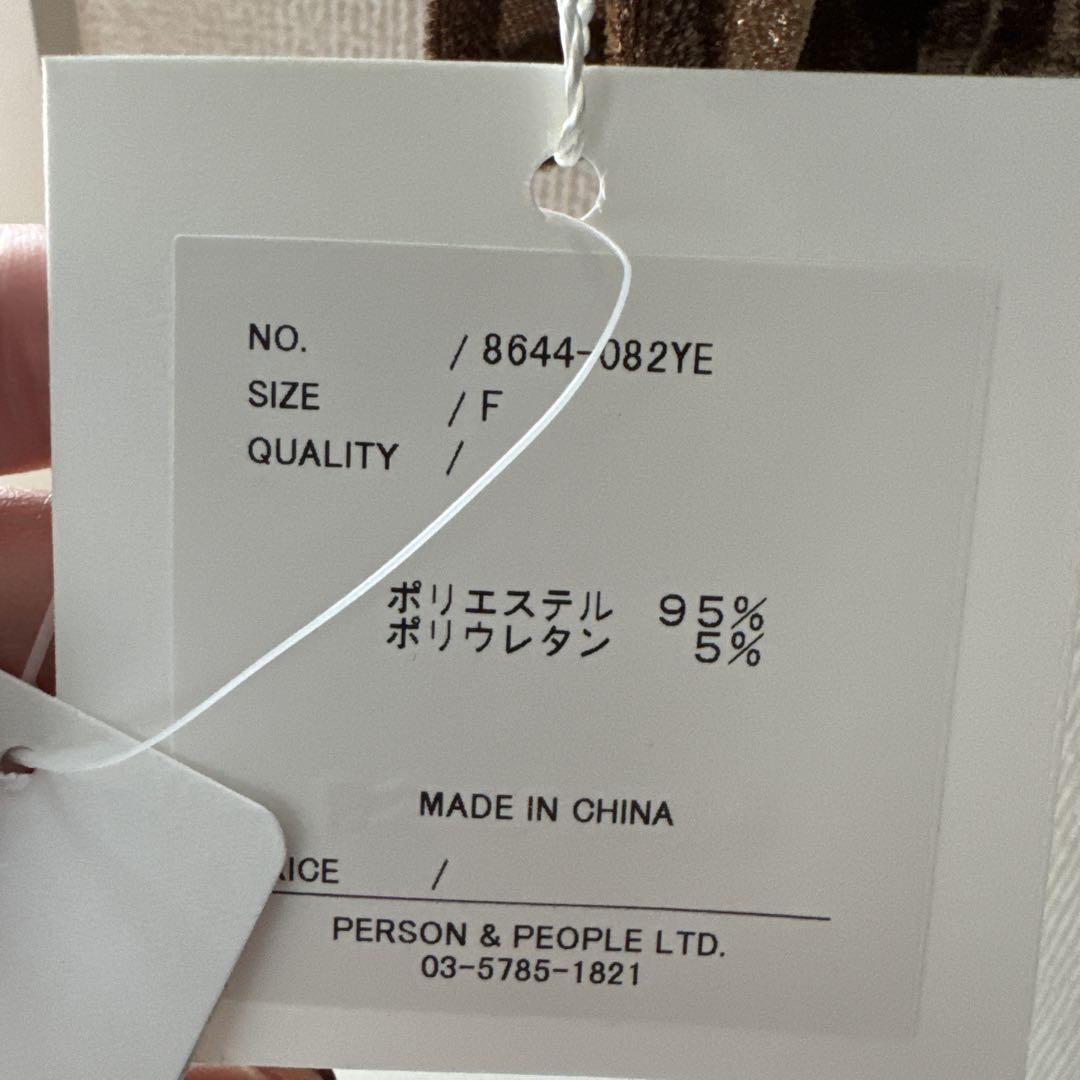 NO. / 8644-082YE
SIZE / F
QUALITY /
ポリエステル 95%
ポリウレタン 5%
MADE IN CHINA
/
PERSON & PEOPLE LTD.
03-5785-1821